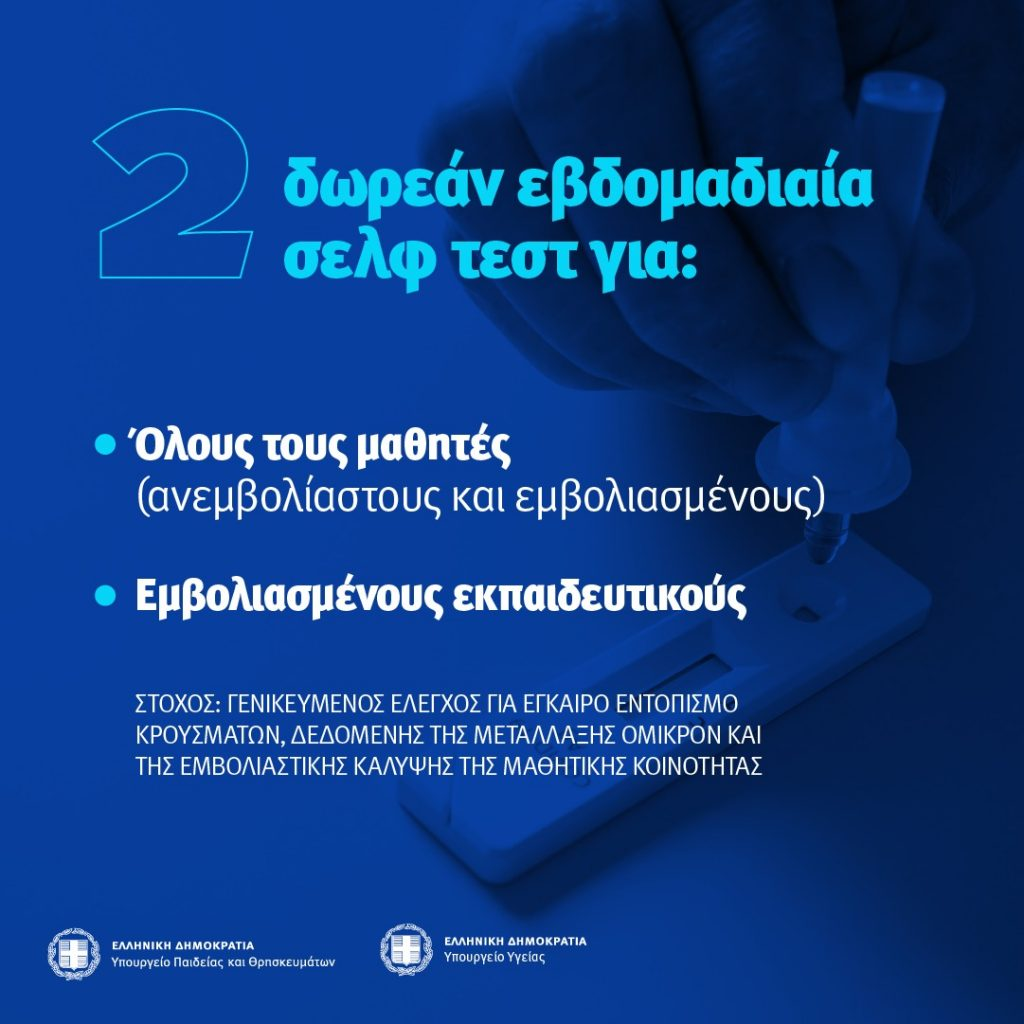 2 δωρεάν εβδομαδιαία
σελφ τεστ για:
• Όλους τους μαθητές
(ανεμβολίαστους και εμβολιασμένους)
• Εμβολιασμένους εκπαιδευτικούς
ΣΤΟΧΟΣ: ΓΕΝΙΚΕΥΜΕΝΟΣ ΕΛΕΓΧΟΣ ΓΙΑ ΕΓΚΑΙΡΟ ΕΝΤΟΠΙΣΜΟ
ΚΡΟΥΣΜΑΤΩΝ, ΔΕΔΟΜΕΝΗΣ ΤΗΣ ΜΕΤΑΛΛΑΞΗΣ ΟΜΙΚΡΟΝ ΚΑΙ
ΤΗΣ ΕΜΒΟΛΙΑΣΤΙΚΗΣ ΚΑΛΥΨΗΣ ΤΗΣ ΜΑΘΗΤΙΚΗΣ ΚΟΙΝΟΤΗΤΑΣ
ΕΛΛΗΝΙΚΗ ΔΗΜΟΚΡΑΤΙΑ
Υπουργείο Παιδείας και Θρησκευμάτων
ΕΛΛΗΝΙΚΗ ΔΗΜΟΚΡΑΤΙΑ
Υπουργείο Υγείας